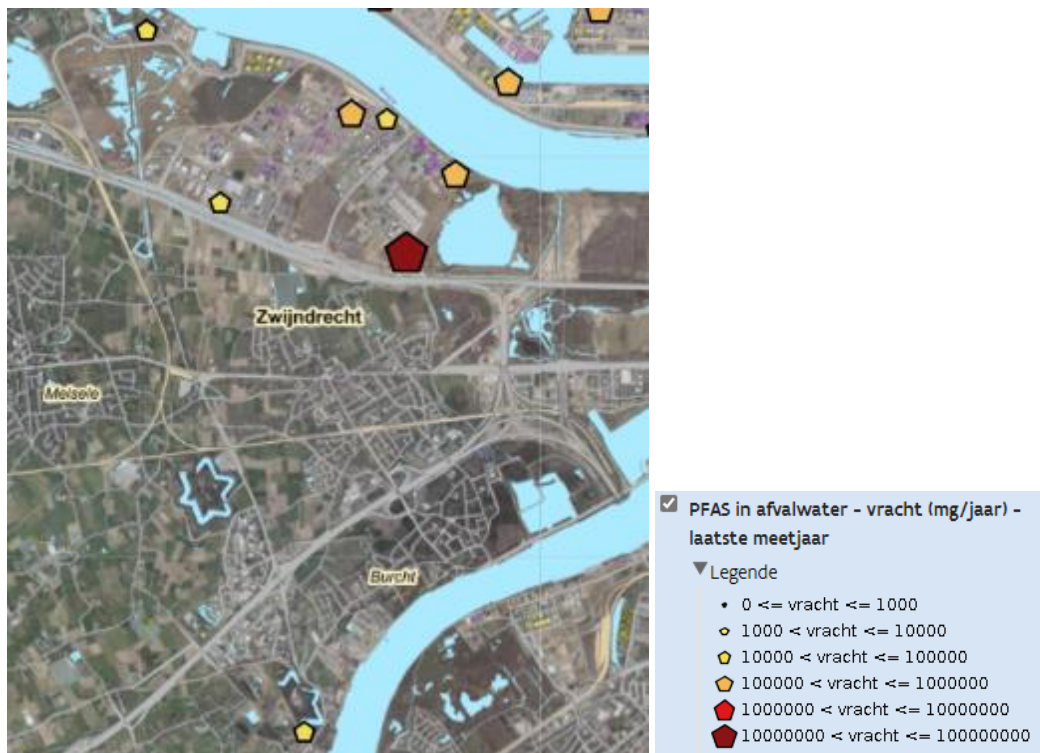 Zwijndrecht
Melsele
Burcht
PFAS in afvalwater - vracht (mg/jaar) -
laatste meetjaar
Legende
0 <= vracht <= 1000
1000 < vracht <= 10000
10000 < vracht <= 100000
100000 < vracht <= 1000000
1000000 < vracht <= 10000000
10000000 < vracht <= 100000000